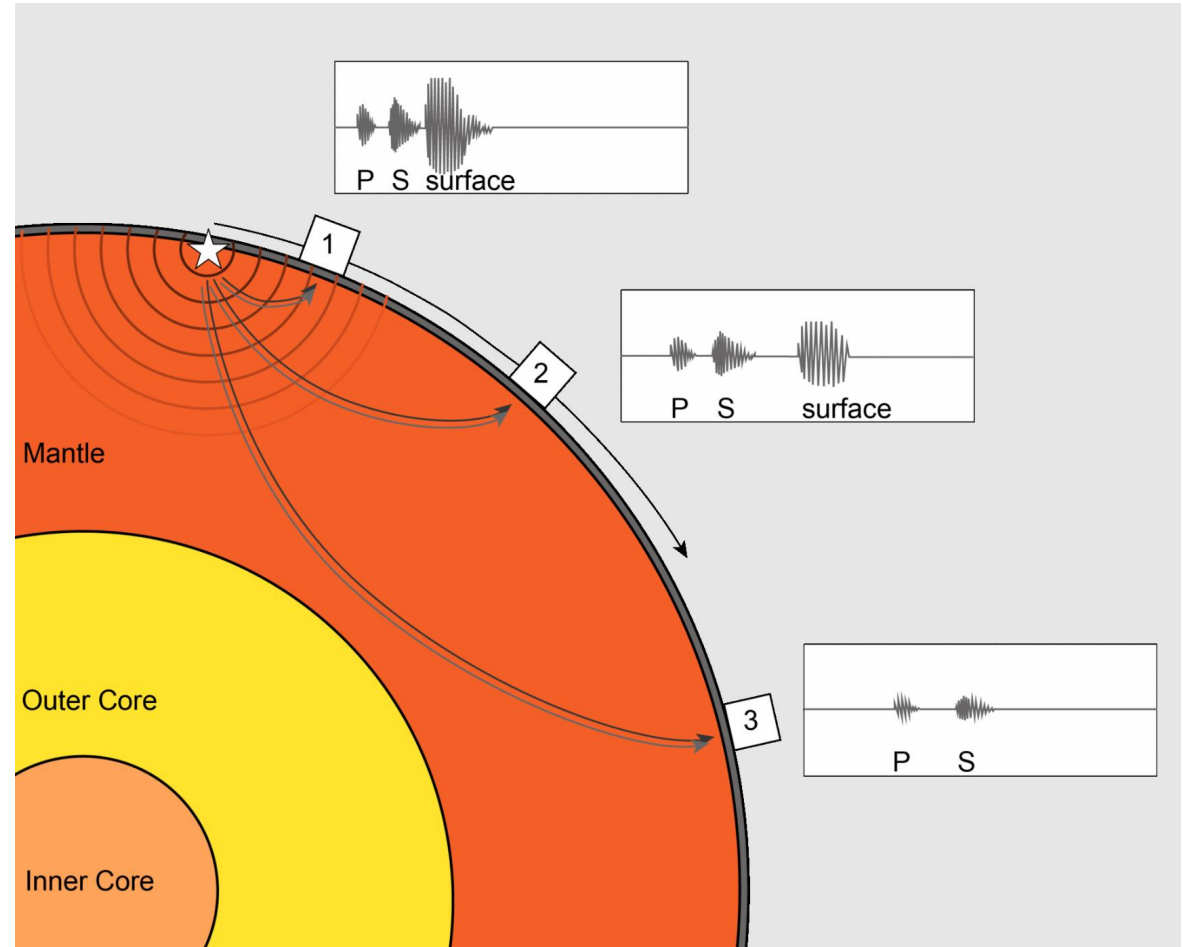 P S surface
1
2
P S surface
Mantle
3
Outer Core
P S
Inner Core